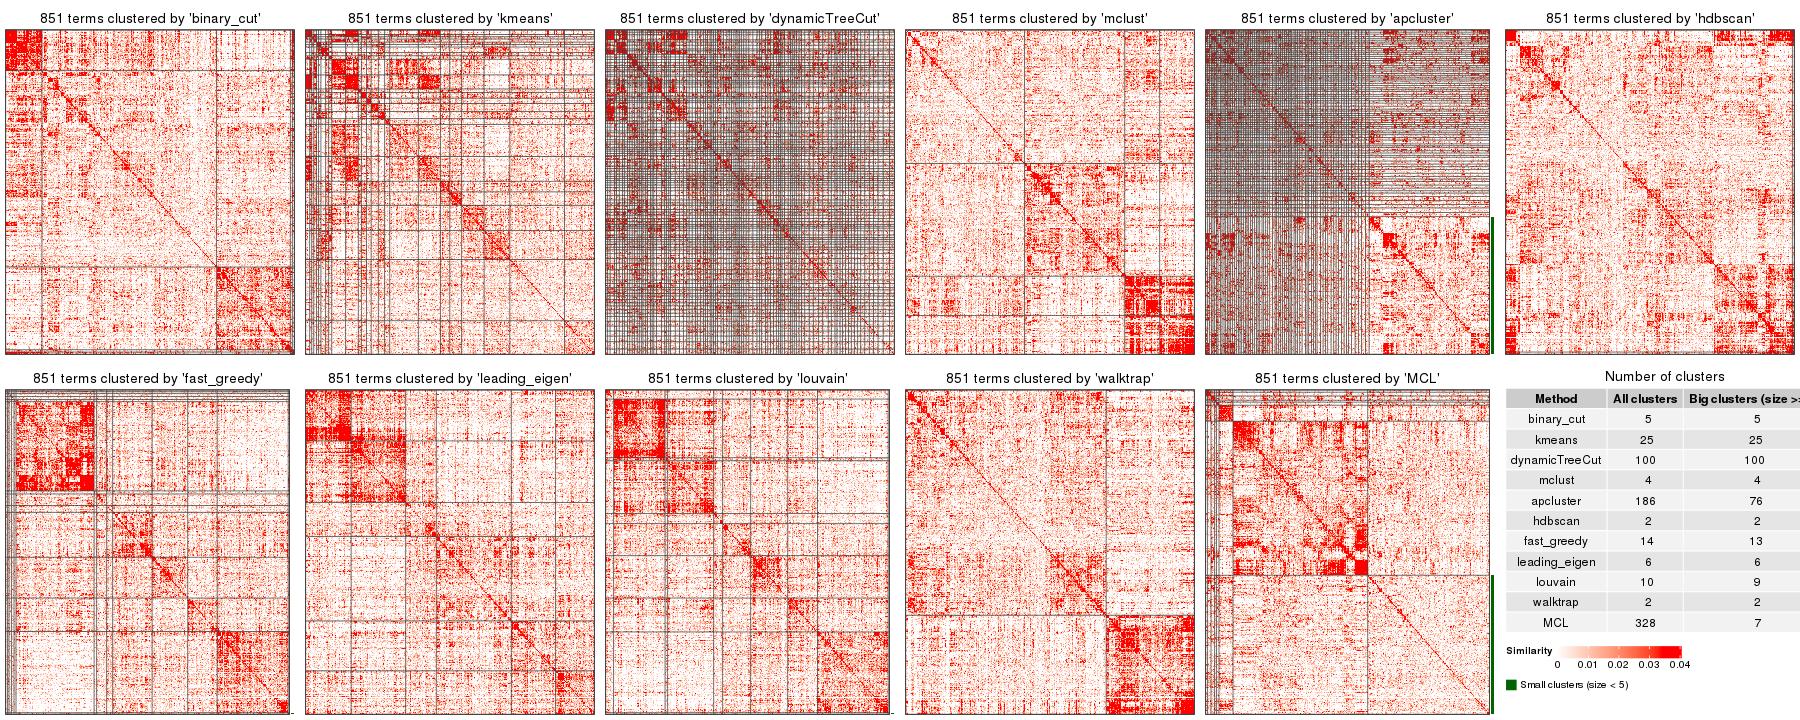 851 terms clustered by 'binary_cut'
851 terms clustered by 'kmeans'
851 terms clustered by 'dynamicTreeCut'
851 terms clustered by 'mclust'
851 terms clustered by 'apcluster'
851 terms clustered by 'hdbscan'
851 terms clustered by 'fast_greedy'
851 terms clustered by 'leading_eigen'
851 terms clustered by 'louvain'
851 terms clustered by 'walktrap'
851 terms clustered by 'MCL'
Number of clusters
Method All clusters Big clusters (size >=
binary_cut 5 5
kmeans 25 25
dynamicTreeCut 100 100
mclust 4 4
apcluster 186 76
hdbscan 2 2
fast_greedy 14 13
leading_eigen 6 6
louvain 10 9
walktrap 2 2
MCL 328 7
Similarity
0 0.01 0.02 0.03 0.04
Small clusters (size < 5)